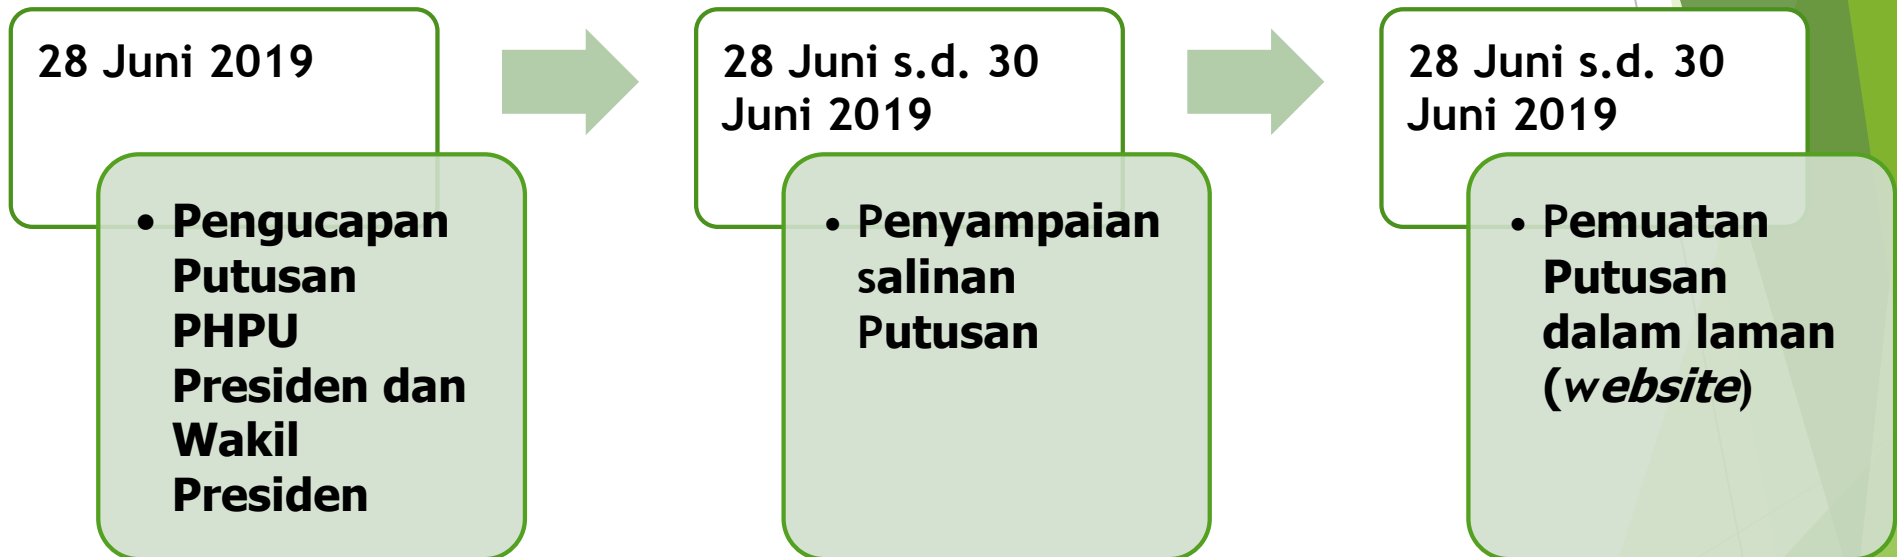 28 Juni 2019
• Pengucapan
Putusan
PHPU
Presiden dan
Wakil
Presiden
28 Juni s.d. 30
Juni 2019
• Penyampaian
salinan
Putusan
28 Juni s.d. 30
Juni 2019
• Pemuatan
Putusan
dalam laman
(website)